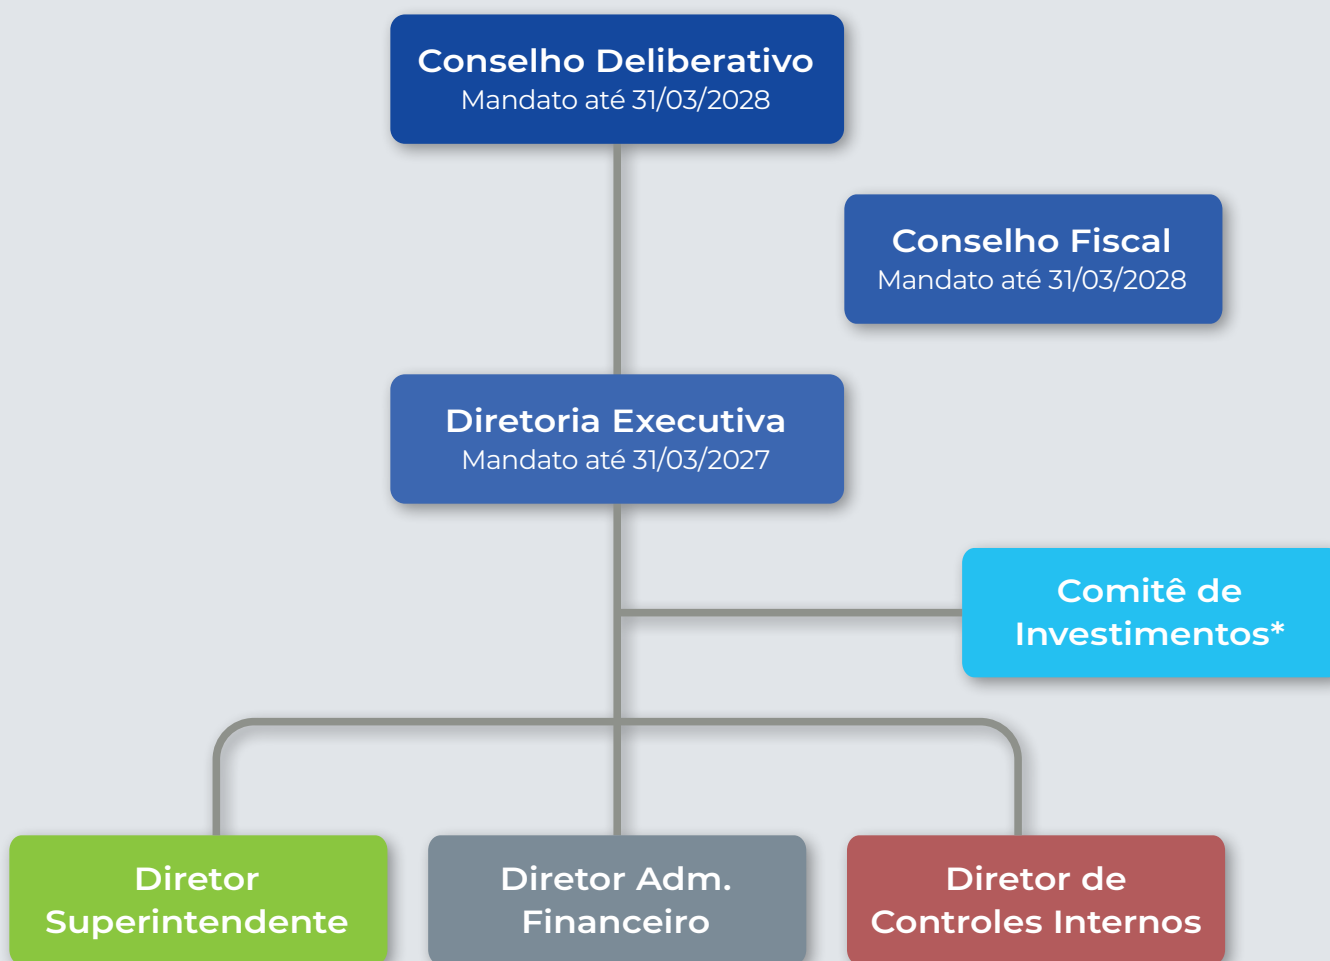 Conselho Deliberativo
Mandato até 31/03/2028
Conselho Fiscal
Mandato até 31/03/2028
Diretoria Executiva
Mandato até 31/03/2027
Comitê de
Investimentos*
Diretor
Superintendente
Diretor Adm.
Financeiro
Diretor de
Controles Internos